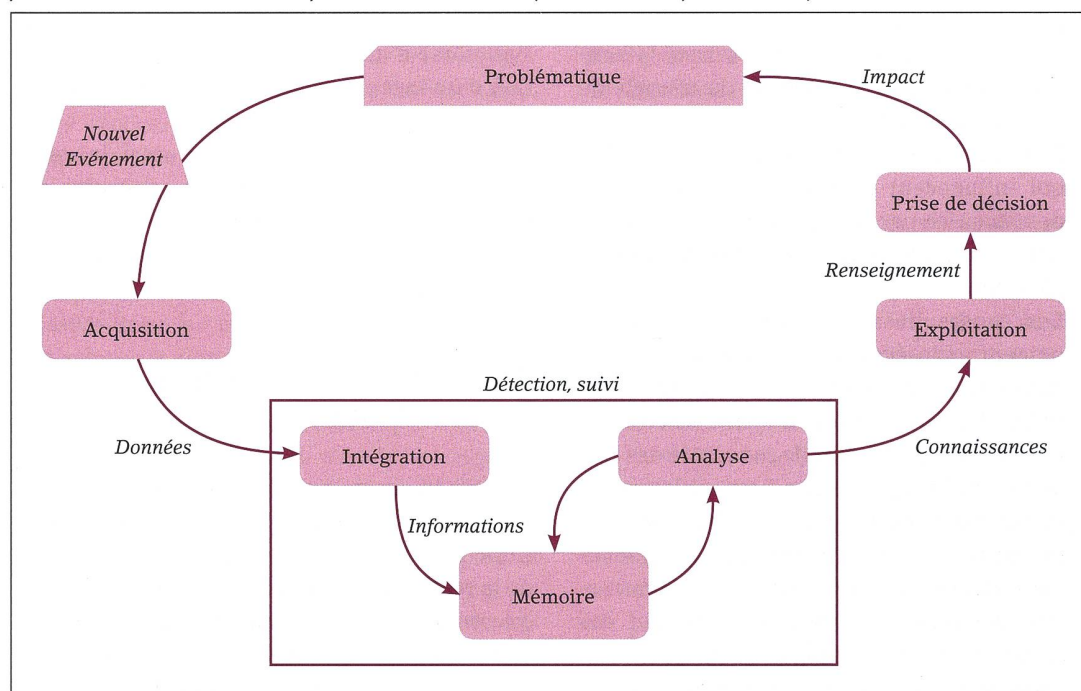 Problématique
Impact
Nouvel
Evénement
Prise de décision
Renseignement
Acquisition
Exploitation
Détection, suivi
Données
Intégration
Analyse
Connaissances
Informations
Mémoire